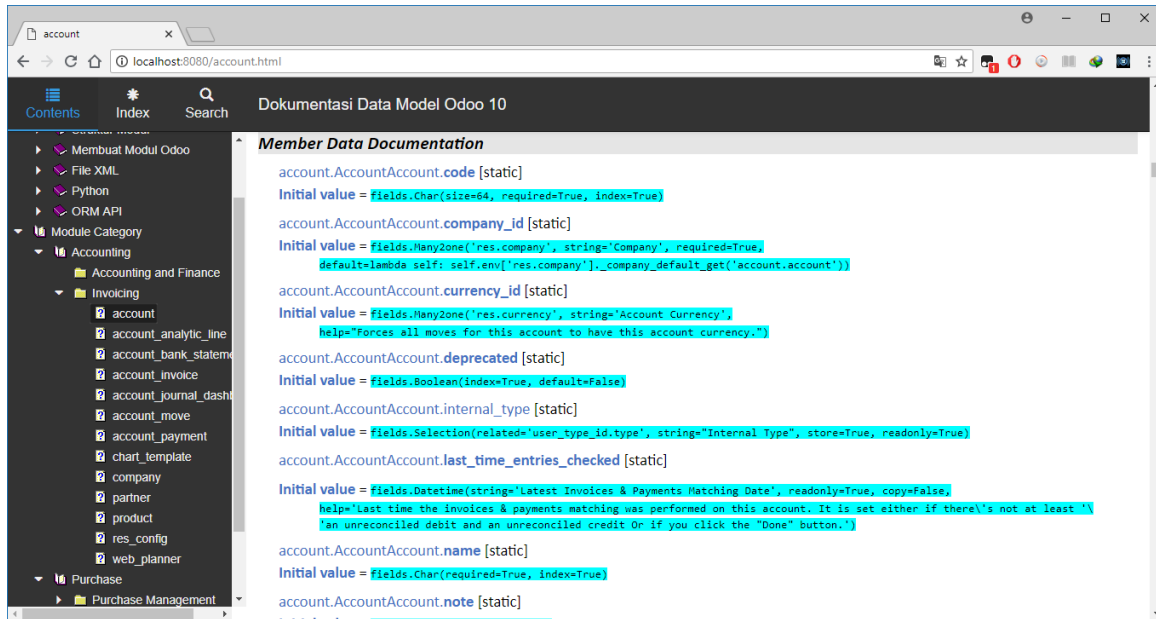 account
localhost:8080/account.html
1
Contents
Index
Search
Dokumentasi Data Model Odoo 10
Membuat Modul Odoo
File XML
Python
ORM API
Module Category
Accounting
Accounting and Finance
Invoicing
account
account_analytic_line
account_bank_stateme
account_invoice
account_journal_dash
account_move
account_payment
chart_template
company
partner
product
res_config
web_planner
Purchase
Purchase Management
Member Data Documentation
account.AccountAccount.code [static]
Initial value = fields.Char(size=64, required=True, index=True)
account.AccountAccount.company_id [static]
Initial value = fields.Many2one('res.company', string='Company', required=True,
default=lambda self: self.env['res.company']._company_default_get('account.account'))
account.AccountAccount.currency_id [static]
Initial value = fields.Many2one('res.currency', string='Account Currency',
help="Forces all moves for this account to have this account currency.")
account.AccountAccount.deprecated [static]
Initial value = fields.Boolean(index=True, default=False)
account.AccountAccount.internal_type [static]
Initial value = fields.Selection(related='user_type_id.type', string="Internal Type", store=True, readonly=True)
account.AccountAccount.last_time_entries_checked [static]
Initial value = fields.Datetime(string='Latest Invoices & Payments Matching Date', readonly=True, copy=False,
help='Last time the invoices & payments matching was performed on this account. It is set either if there\'s not at least '\
'an unreconciled debit and an unreconciled credit Or if you click the "Done" button.')
account.AccountAccount.name [static]
Initial value = fields.Char(required=True, index=True)
account.AccountAccount.note [static]